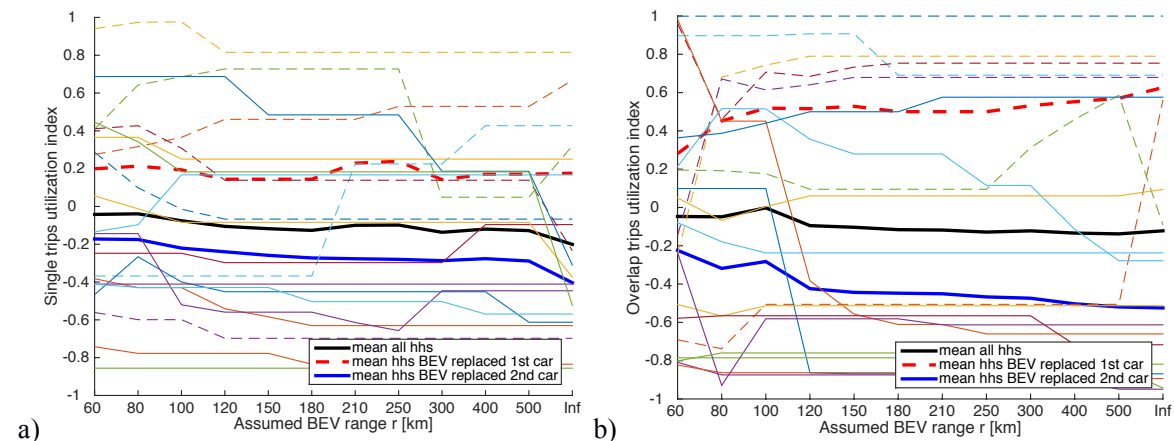 a)
Single trips utilization index
1
0.8
0.6
0.4
0.2
0
-0.2
-0.4
-0.6
-0.8
-1
60 80 100 120 150 180 210 250 300 400 500 Inf
Assumed BEV range r [km]
mean all hhs
mean hhs BEV replaced 1st car
mean hhs BEV replaced 2nd car
b)
Overlap trips utilization index
1
0.8
0.6
0.4
0.2
0
-0.2
-0.4
-0.6
-0.8
-1
60 80 100 120 150 180 210 250 300 400 500 Inf
Assumed BEV range r [km]
mean all hhs
mean hhs BEV replaced 1st car
mean hhs BEV replaced 2nd car